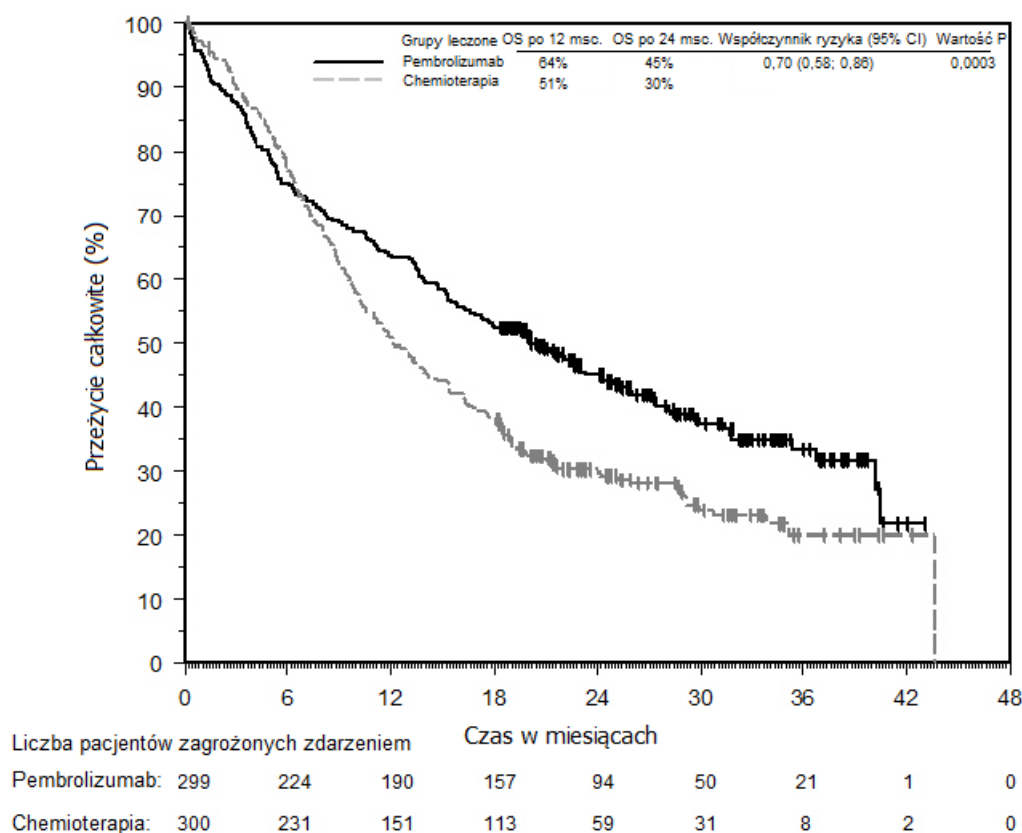 Grupy leczone OS po 12 msc. OS po 24 msc. Współczynnik ryzyka (95% CI) Wartość P
Pembrolizumab 64% 45% 0,70 (0,58; 0,86) 0,0003
Chemioterapia 51% 30%
Przeżycie całkowite (%)
100
90
80
70
60
50
40
30
20
10
0
0 6 12 18 24 30 36 42 48
Czas w miesiącach
Liczba pacjentów zagrożonych zdarzeniem
Pembrolizumab: 299 224 190 157 94 50 21 1 0
Chemioterapia: 300 231 151 113 59 31 8 2 0